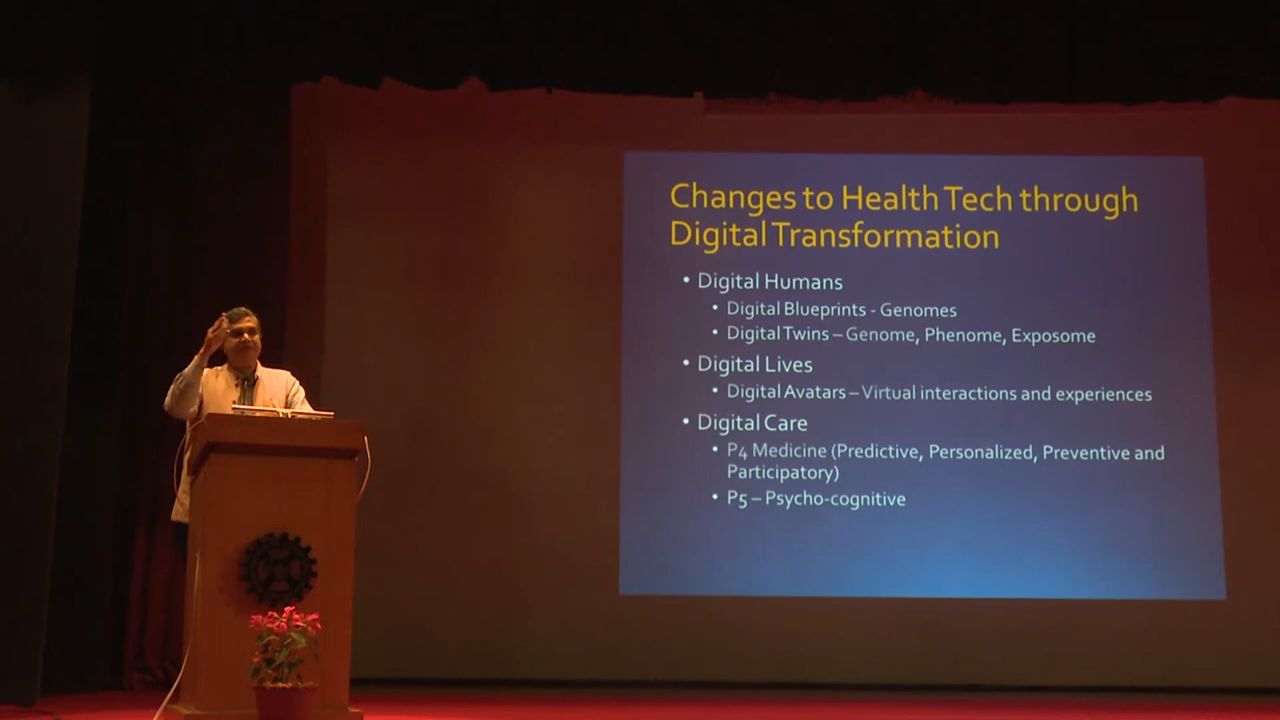 Changes to Health Tech through
Digital Transformation
• Digital Humans
• Digital Blueprints - Genomes
• Digital Twins – Genome, Phenome, Exposome
• Digital Lives
• Digital Avatars – Virtual interactions and experiences
• Digital Care
• P4 Medicine (Predictive, Personalized, Preventive and
Participatory)
• P5 – Psycho-cognitive